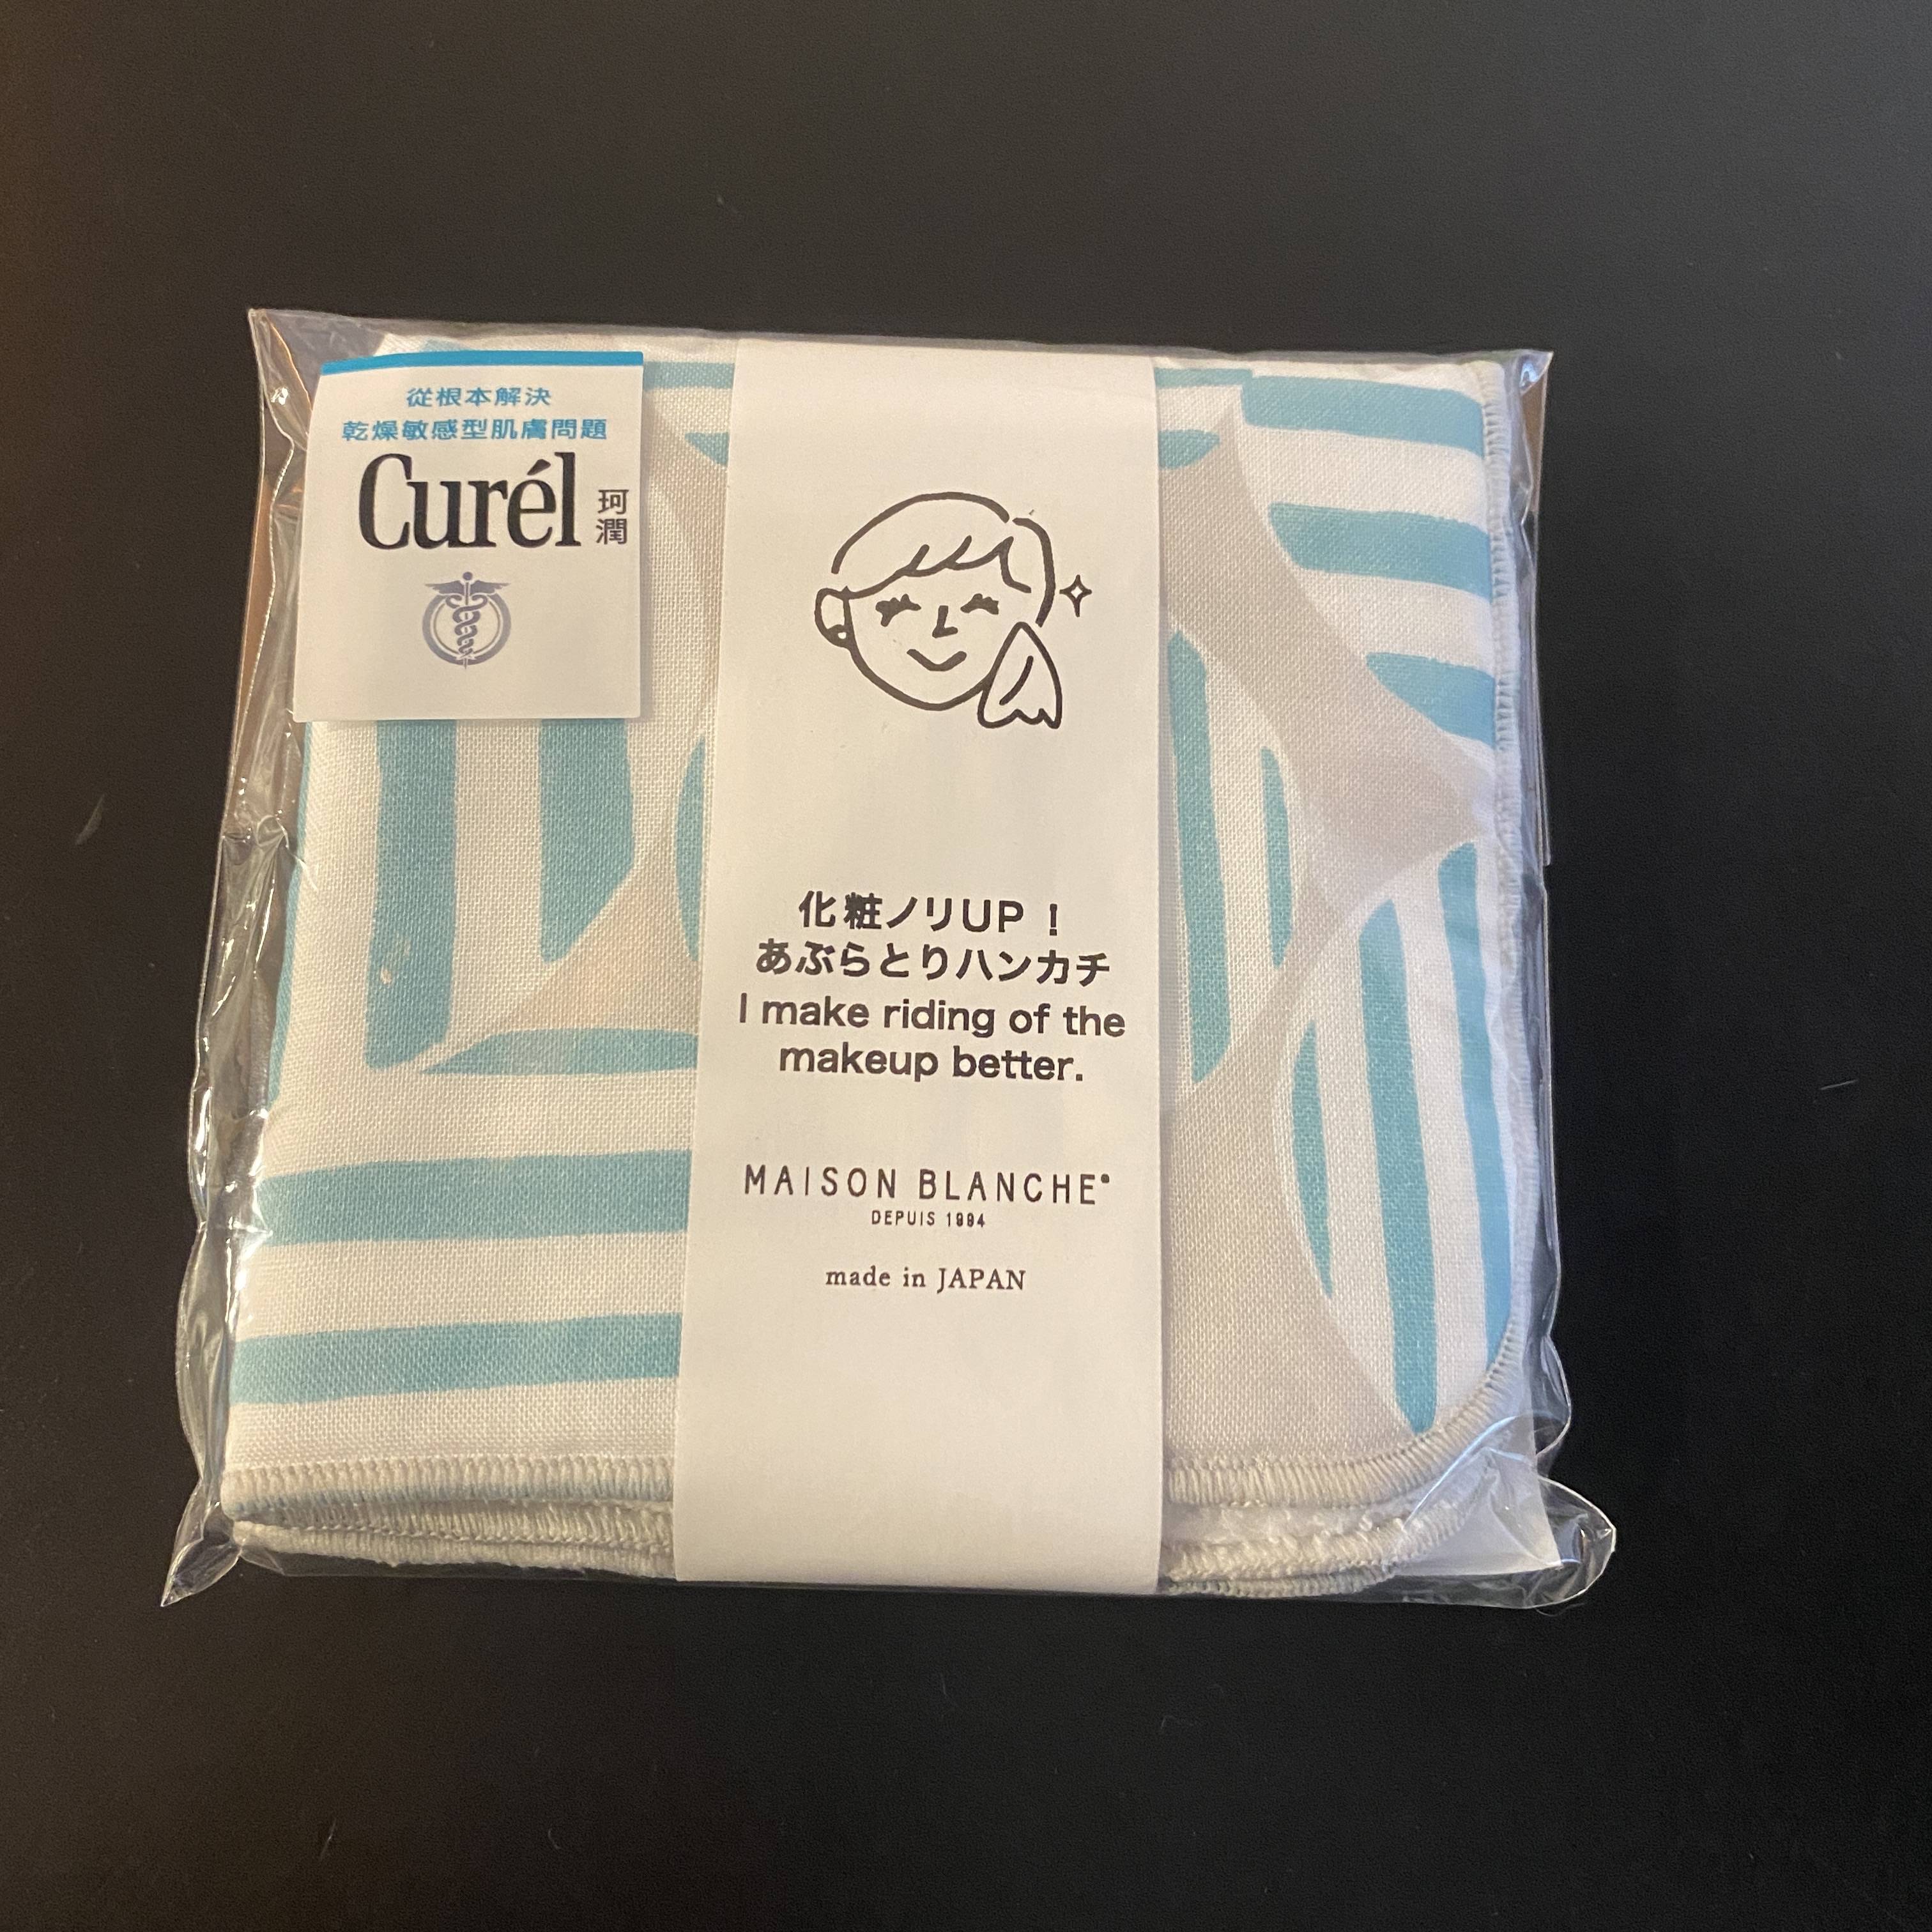 從根本解決
乾燥敏感型肌膚問題
Curél 珂潤
化粧ノリUP！
あぶらとりハンカチ
I make riding of the
makeup better.
MAISON BLANCHE®
DEPUIS 1994
made in JAPAN